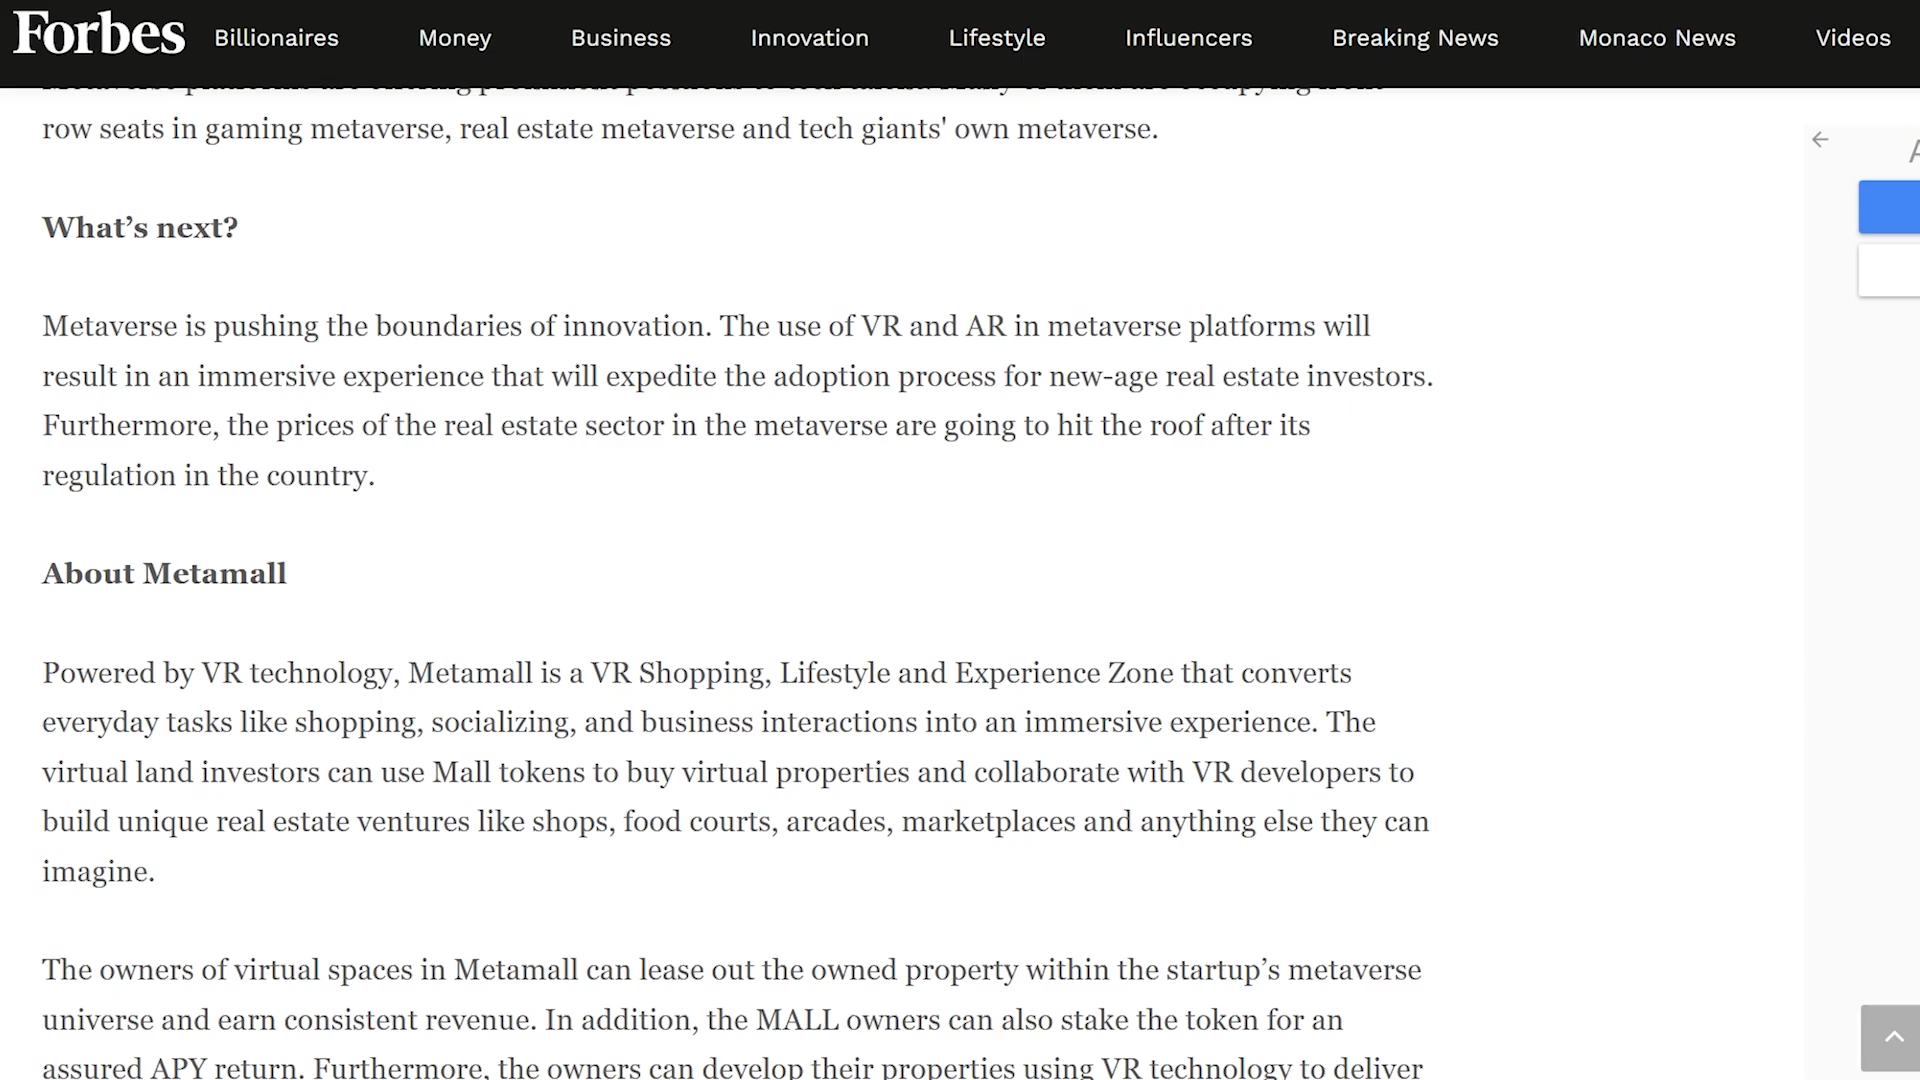 Forbes
Billionaires Money Business Innovation Lifestyle Influencers Breaking News Monaco News Videos
row seats in gaming metaverse, real estate metaverse and tech giants' own metaverse.
What’s next?
Metaverse is pushing the boundaries of innovation. The use of VR and AR in metaverse platforms will
result in an immersive experience that will expedite the adoption process for new-age real estate investors.
Furthermore, the prices of the real estate sector in the metaverse are going to hit the roof after its
regulation in the country.
About Metamall
Powered by VR technology, Metamall is a VR Shopping, Lifestyle and Experience Zone that converts
everyday tasks like shopping, socializing, and business interactions into an immersive experience. The
virtual land investors can use Mall tokens to buy virtual properties and collaborate with VR developers to
build unique real estate ventures like shops, food courts, arcades, marketplaces and anything else they can
imagine.
The owners of virtual spaces in Metamall can lease out the owned property within the startup’s metaverse
universe and earn consistent revenue. In addition, the MALL owners can also stake the token for an
assured APY return. Furthermore, the owners can develop their properties using VR technology to deliver